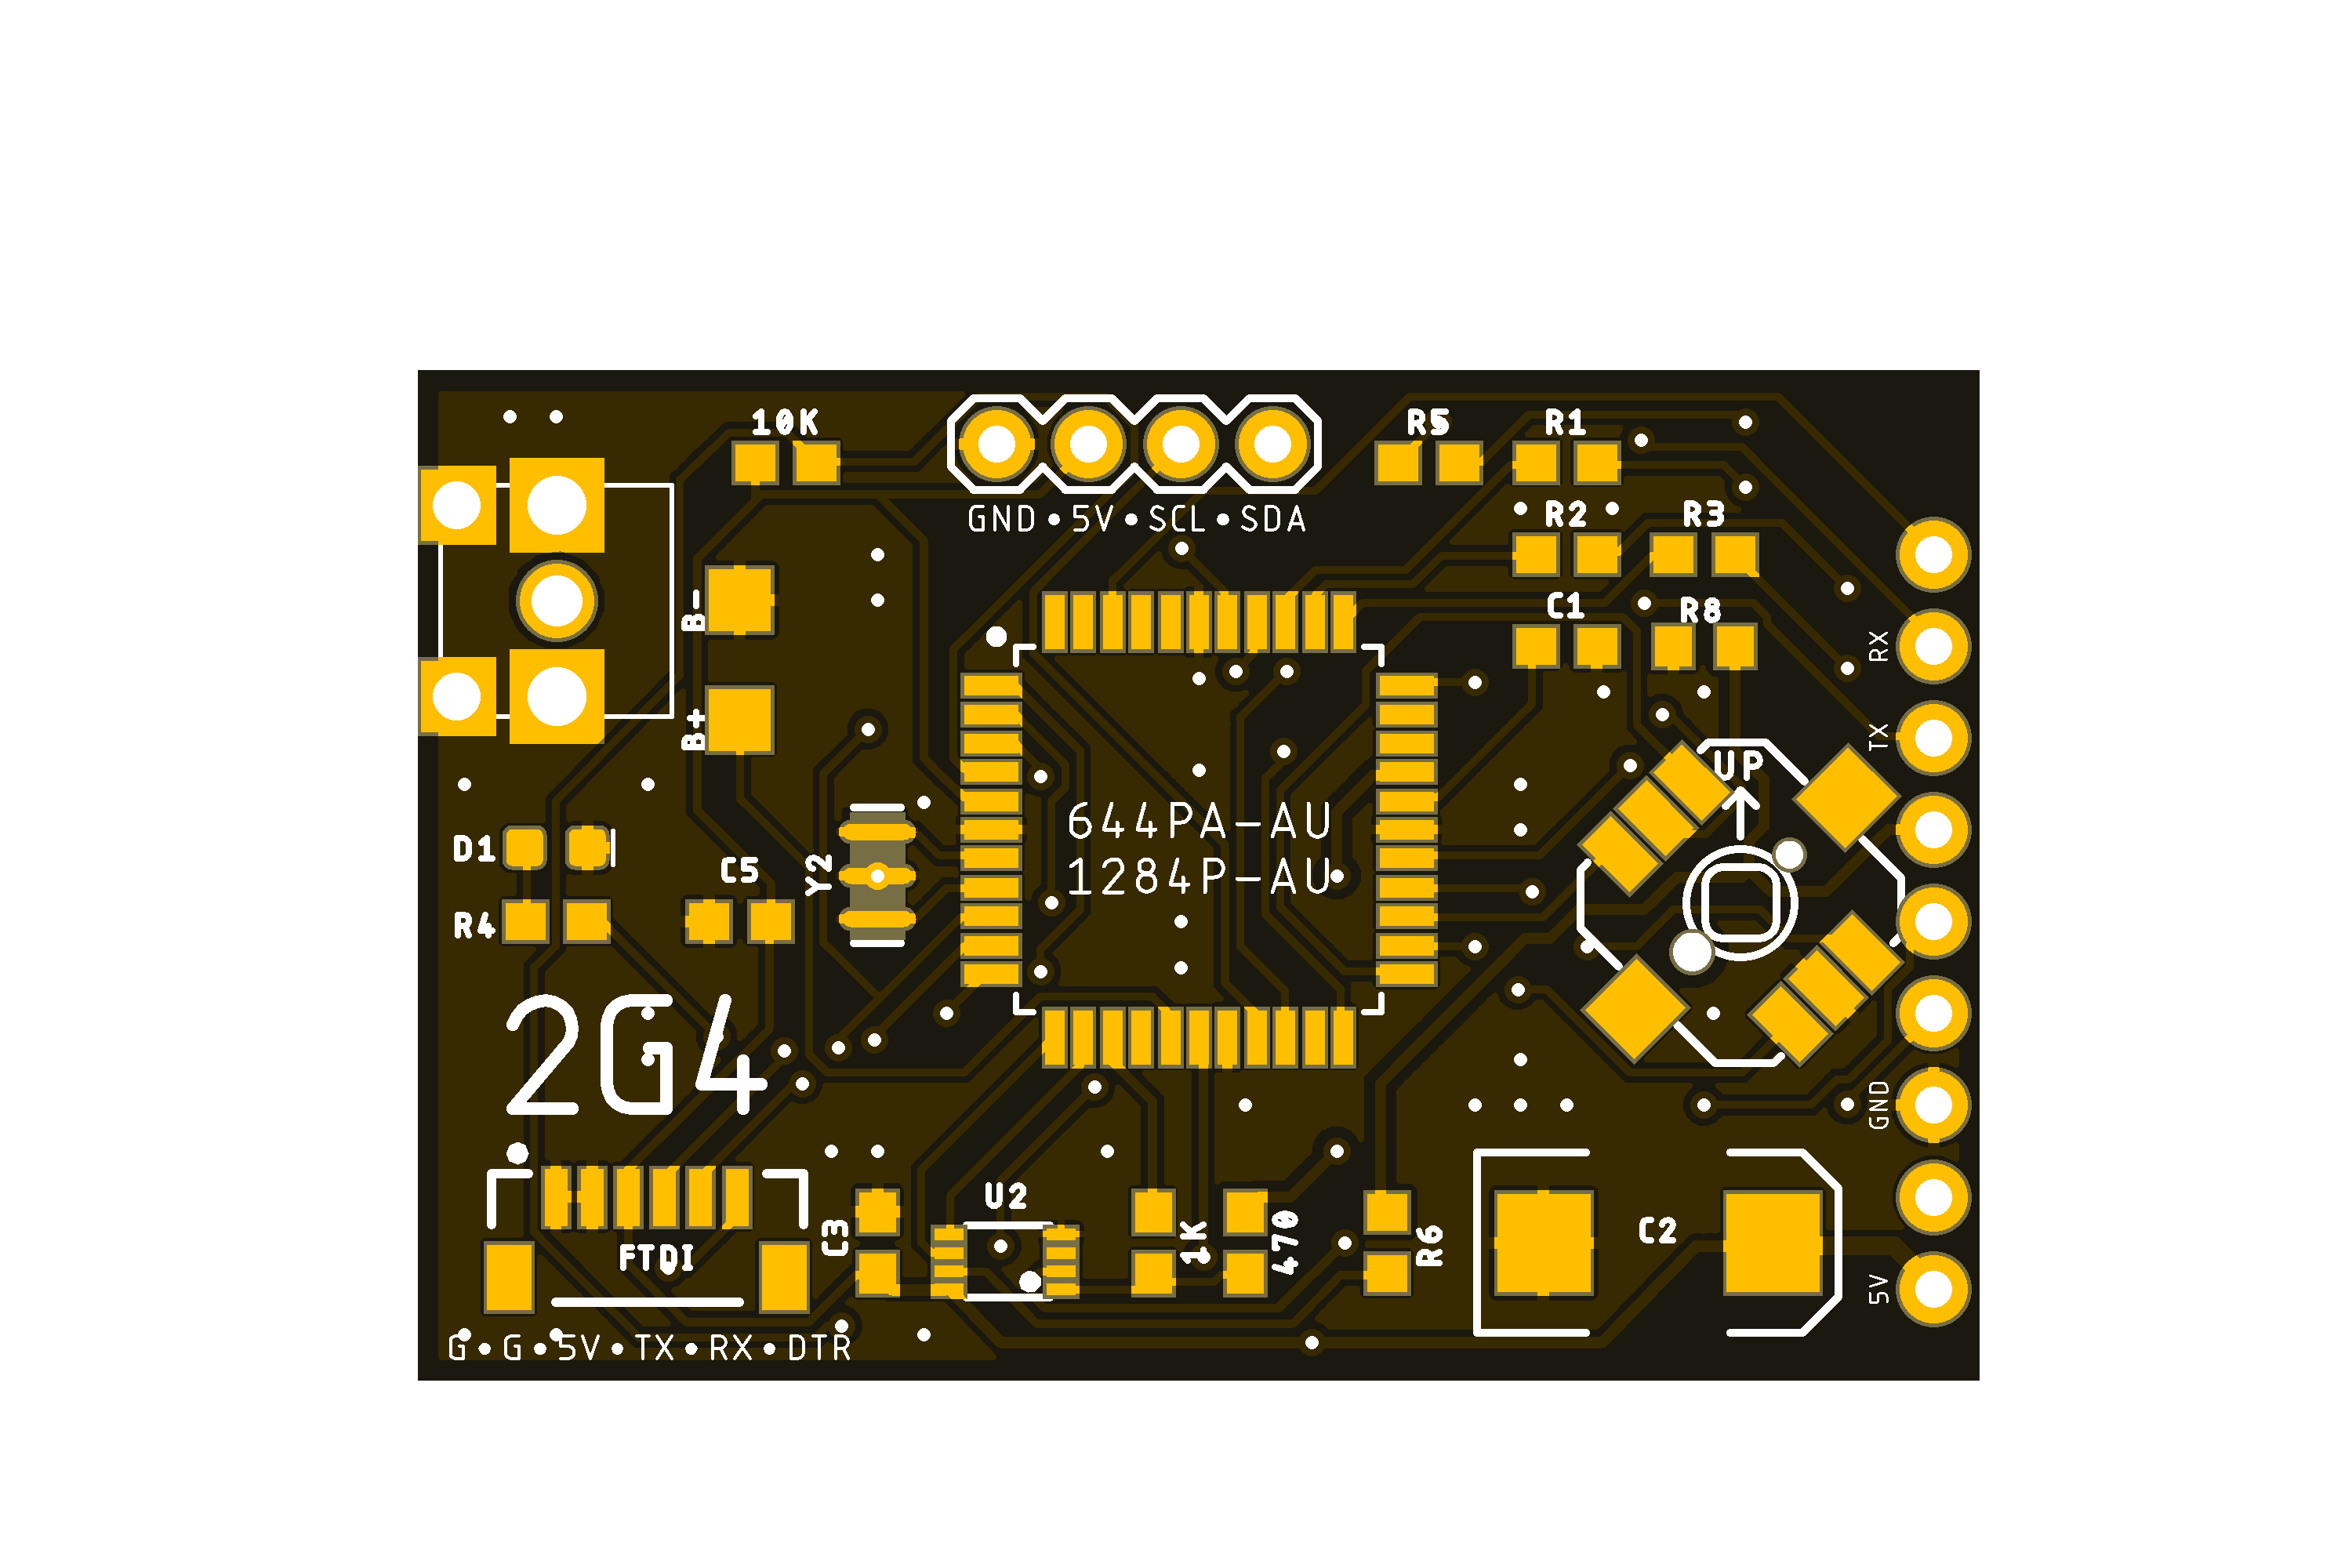 10K
R5
R1
GND•5V•SCL•SDA
R2
R3
B-
C1
R8
RX
B+
TX
UP
644PA-AU
1284P-AU
D1
C5
Y2
R4
2G4
GND
U2
C3
1K
470
R6
C2
FTDI
5V
G•G•5V•TX•RX•DTR